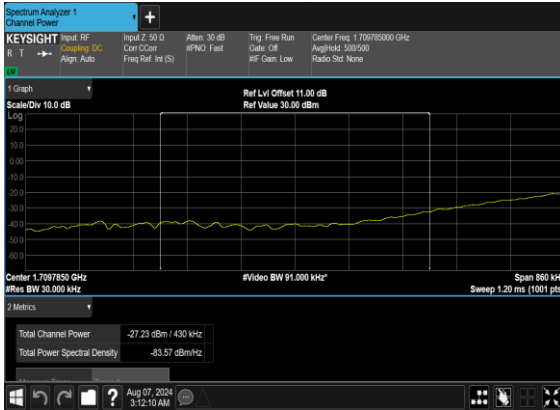 Spectrum Analyzer 1
Channel Power
KEYSIGHT Input: RF Input Z: 50 Ω Atten: 30 dB Trig: Free Run Center Freq: 1.709785000 GHz
R T Coupling: DC Corr CCorr #PNO: Fast Gate: Off Avg|Hold: 500/500
Align: Auto Freq Ref: Int (S) #IF Gain: Low Radio Std: None
1 Graph
Ref Lvl Offset 11.00 dB
Scale/Div 10.0 dB Ref Value 30.00 dBm
Log
20.0
10.0
0.00
-10.0
-20.0
-30.0
-40.0
-50.0
-60.0
Center 1.7097850 GHz #Video BW 91.000 kHz* Span 860 kH
#Res BW 30.000 kHz Sweep 1.20 ms (1001 pts
2 Metrics
Total Channel Power -27.23 dBm / 430 kHz
Total Power Spectral Density -83.57 dBm/Hz
? Aug 07, 2024
3:12:10 AM